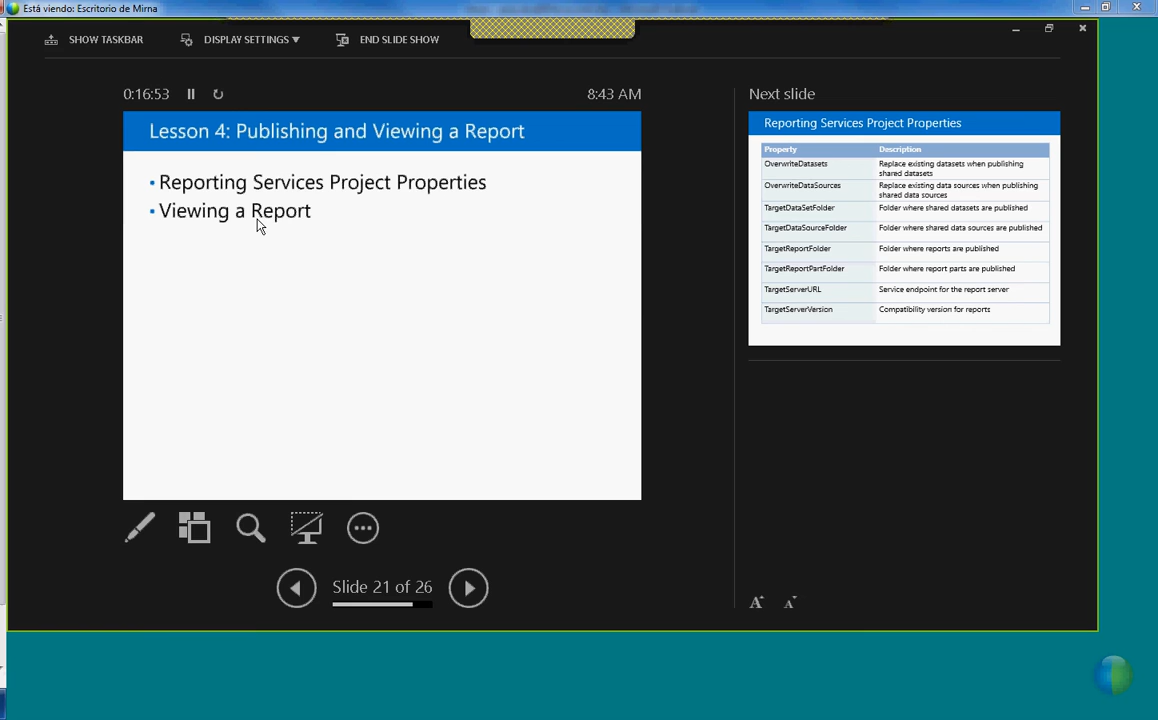 Está viendo: Escritorio de Mirna
SHOW TASKBAR DISPLAY SETTINGS ▼ END SLIDE SHOW
0:16:53 8:43 AM
Lesson 4: Publishing and Viewing a Report
• Reporting Services Project Properties
• Viewing a Report
Slide 21 of 26
Next slide
Reporting Services Project Properties
Property Description
OverwriteDatasets Replace existing datasets when publishing
shared datasets
OverwriteDataSources Replace existing data sources when publishing
shared data sources
TargetDataSetFolder Folder where shared datasets are published
TargetDataSourceFolder Folder where shared data sources are published
TargetReportFolder Folder where reports are published
TargetReportPartFolder Folder where report parts are published
TargetServerURL Service endpoint for the report server
TargetServerVersion Compatibility version for reports
A A